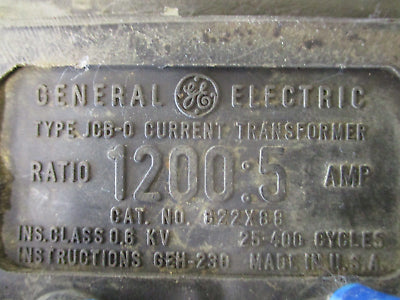 GENERAL GE ELECTRIC
TYPE JCB-0 CURRENT TRANSFORMER
RATIO 1200:5 AMP
CAT. NO. 622X88
INS. CLASS 0.6 KV 25-400 CYCLES
INSTRUCTIONS GEH-230 MADE IN U.S.A.